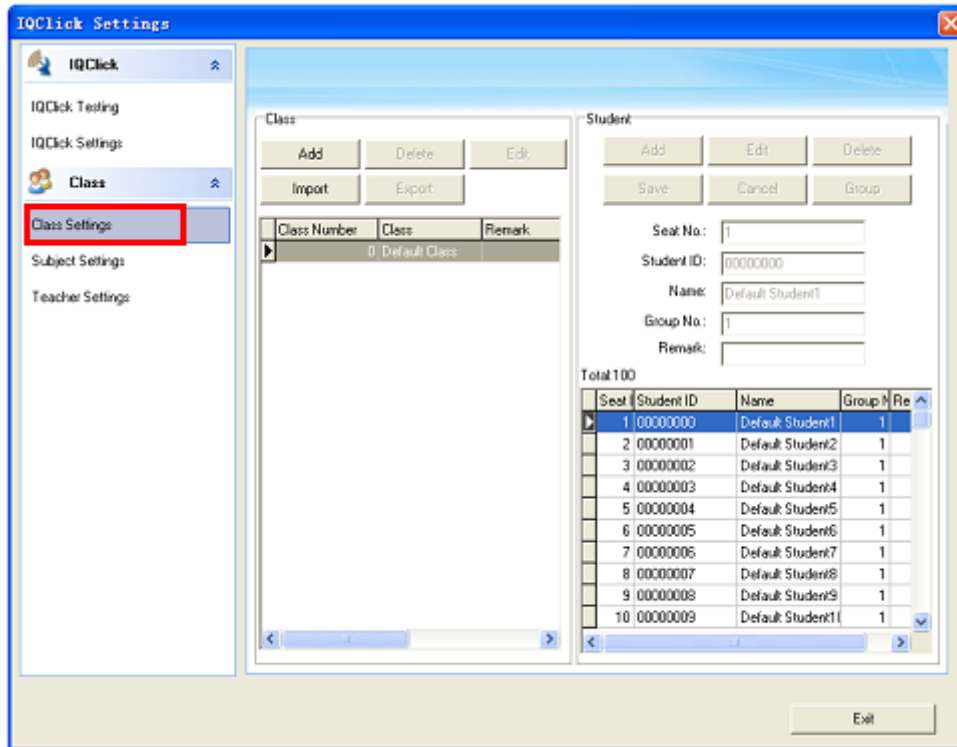 IQClick Settings
IQClick
IQClick Testing
IQClick Settings
Class
Class Settings
Subject Settings
Teacher Settings
Class
Add Delete Edit
Import Export
Class Number Class Remark
0 Default Class
Student
Add Edit Delete
Save Cancel Group
Seat No.: 1
Student ID: 00000000
Name: Default Student1
Group No.: 1
Remark:
Total:100
Seat Student ID Name Group N Re
1 00000000 Default Student1 1
2 00000001 Default Student2 1
3 00000002 Default Student3 1
4 00000003 Default Student4 1
5 00000004 Default Student5 1
6 00000005 Default Student6 1
7 00000006 Default Student7 1
8 00000007 Default Student8 1
9 00000008 Default Student9 1
10 00000009 Default Student1 1
Exit